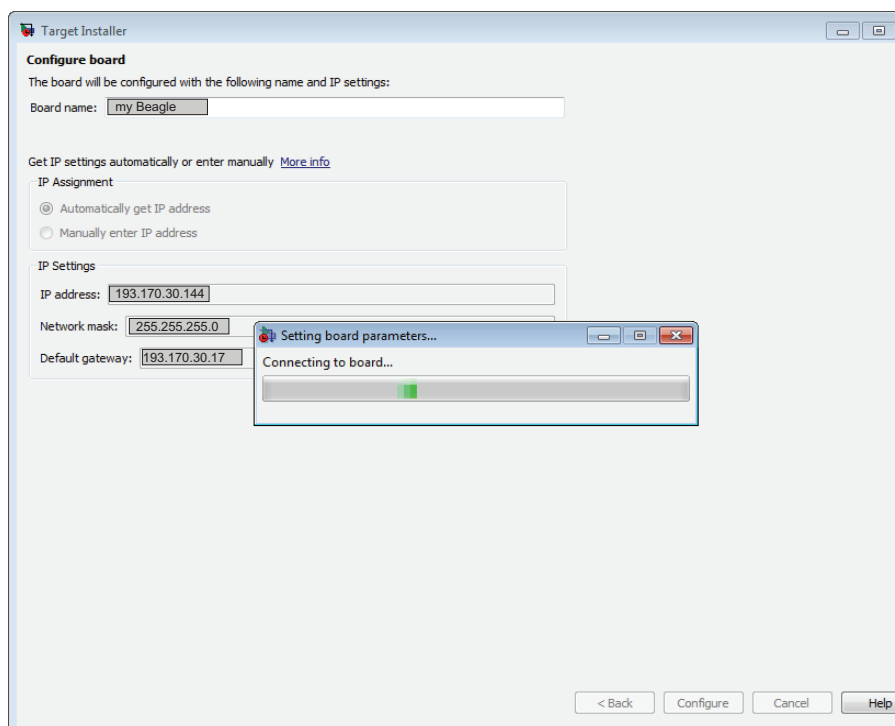 Target Installer
Configure board
The board will be configured with the following name and IP settings:
Board name: my Beagle
Get IP settings automatically or enter manually More info
IP Assignment
Automatically get IP address
Manually enter IP address
IP Settings
IP address: 193.170.30.144
Network mask: 255.255.255.0
Default gateway: 193.170.30.17
Setting board parameters...
Connecting to board...
< Back Configure Cancel Help